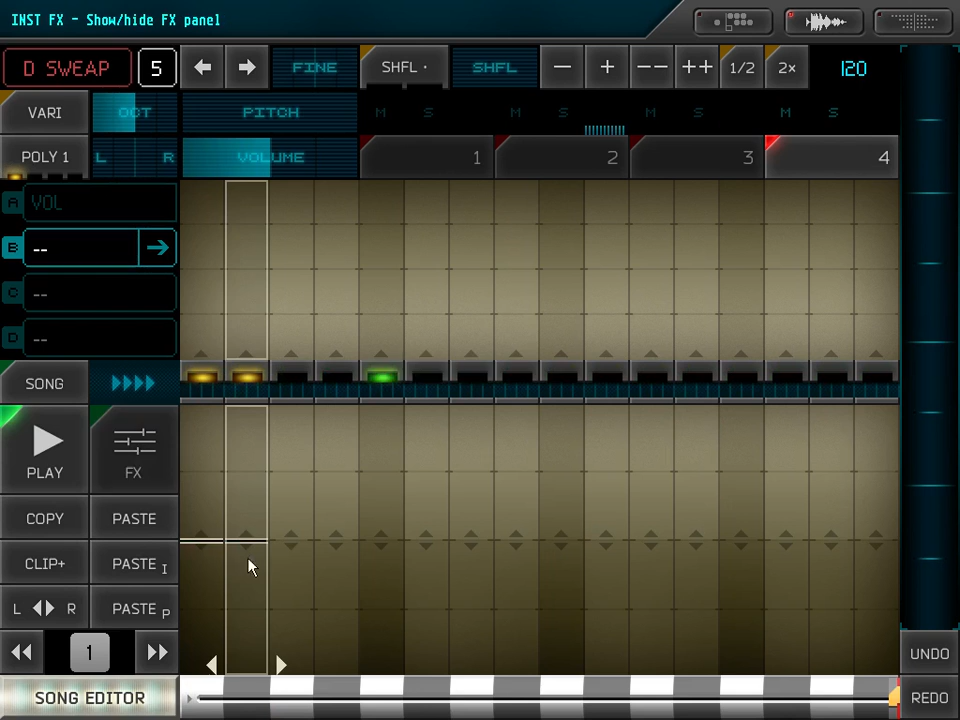 INST FX - Show/hide FX panel
D SWEAP 5 FINE SHFL · SHFL — + —— ++ 1/2 2× 120
VARI OCT PITCH M S M S M S M S
POLY 1 L R VOLUME 1 2 3 4
A VOL
B --
C --
D --
SONG
PLAY FX
COPY PASTE
CLIP+ PASTE I
L R PASTE P
1 UNDO
SONG EDITOR REDO